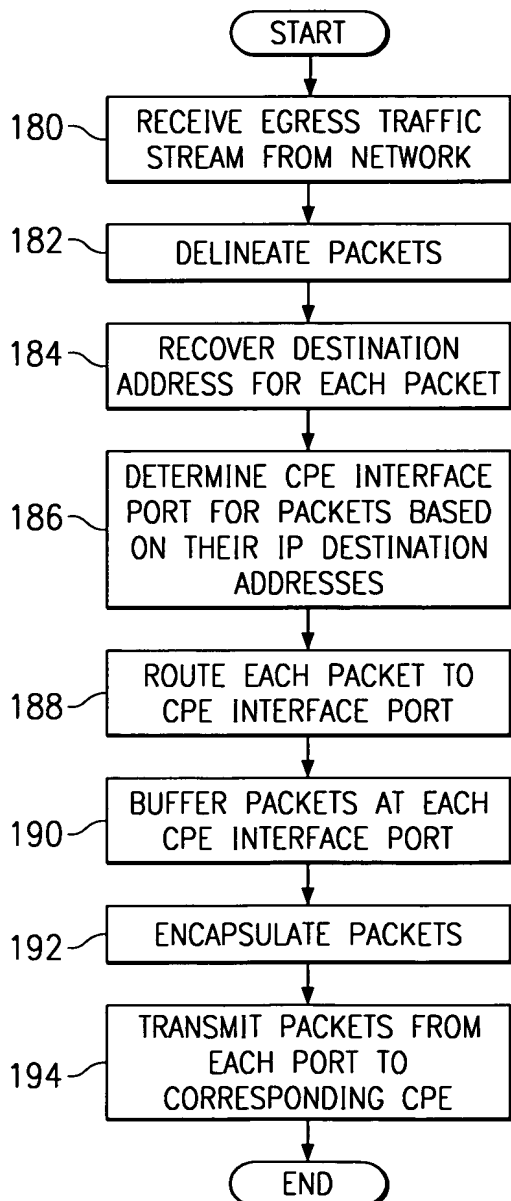 START
180
RECEIVE EGRESS TRAFFIC
STREAM FROM NETWORK
182
DELINEATE PACKETS
184
RECOVER DESTINATION
ADDRESS FOR EACH PACKET
186
DETERMINE CPE INTERFACE
PORT FOR PACKETS BASED
ON THEIR IP DESTINATION
ADDRESSES
188
ROUTE EACH PACKET TO
CPE INTERFACE PORT
190
BUFFER PACKETS AT EACH
CPE INTERFACE PORT
192
ENCAPSULATE PACKETS
194
TRANSMIT PACKETS FROM
EACH PORT TO
CORRESPONDING CPE
END